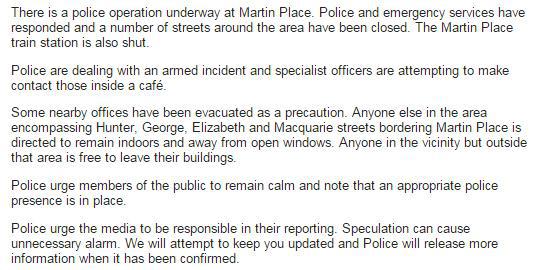 There is a police operation underway at Martin Place. Police and emergency services have
responded and a number of streets around the area have been closed. The Martin Place
train station is also shut.
Police are dealing with an armed incident and specialist officers are attempting to make
contact those inside a café.
Some nearby offices have been evacuated as a precaution. Anyone else in the area
encompassing Hunter, George, Elizabeth and Macquarie streets bordering Martin Place is
directed to remain indoors and away from open windows. Anyone in the vicinity but outside
that area is free to leave their buildings.
Police urge members of the public to remain calm and note that an appropriate police
presence is in place.
Police urge the media to be responsible in their reporting. Speculation can cause
unnecessary alarm. We will attempt to keep you updated and Police will release more
information when it has been confirmed.